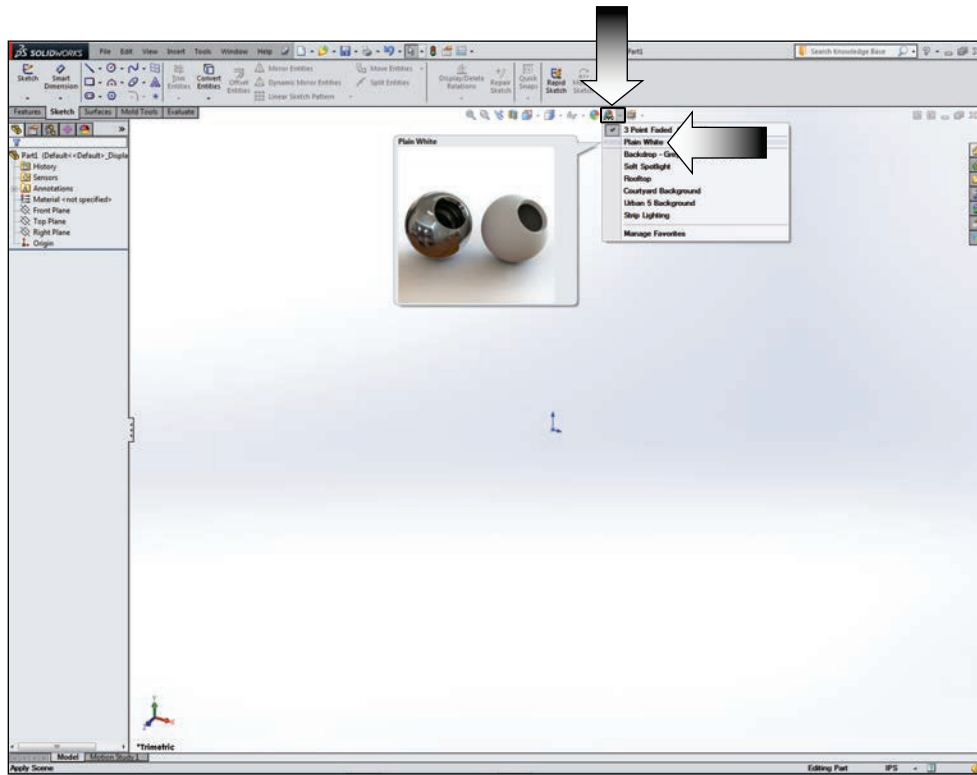 SOLIDWORKS File Edit View Insert Tools Window Help Part1 Search Knowledge Base
Sketch Smart Dimension Trim Entities Convert Entities Offset Entities Mirror Entities Dynamic Mirror Entities Linear Sketch Pattern Move Entities Split Entities Display/Delete Relations Repair Sketch Quick Snaps Rapid Sketch
Features Sketch Surfaces Mold Tools Evaluate
Part1 (Default<<Default>_Displa
History
Sensors
Annotations
Material <not specified>
Front Plane
Top Plane
Right Plane
Origin
Plain White
3 Point Faded
Plain White
Backdrop - Grey
Soft Spotlight
Rooftop
Courtyard Background
Urban 5 Background
Strip Lighting
Manage Favorites
*Trimetric
Model Motion Study 1
Apply Scene Editing Part IPS